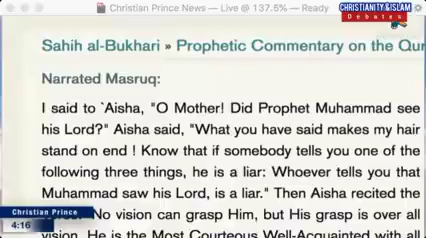 Christian Prince News — Live @ 137.5% — Ready
CHRISTIANITY & ISLAM
Debates
Sahih al-Bukhari » Prophetic Commentary on the Qur
Narrated Masruq:
I said to `Aisha, "O Mother! Did Prophet Muhammad see
his Lord?" Aisha said, "What you have said makes my hair
stand on end ! Know that if somebody tells you one of the
following three things, he is a liar: Whoever tells you that
Muhammad saw his Lord, is a liar." Then Aisha recited the
No vision can grasp Him, but His grasp is over all
vision. He is the Most Courteous Well-Acquainted with all
Christian Prince
4:16